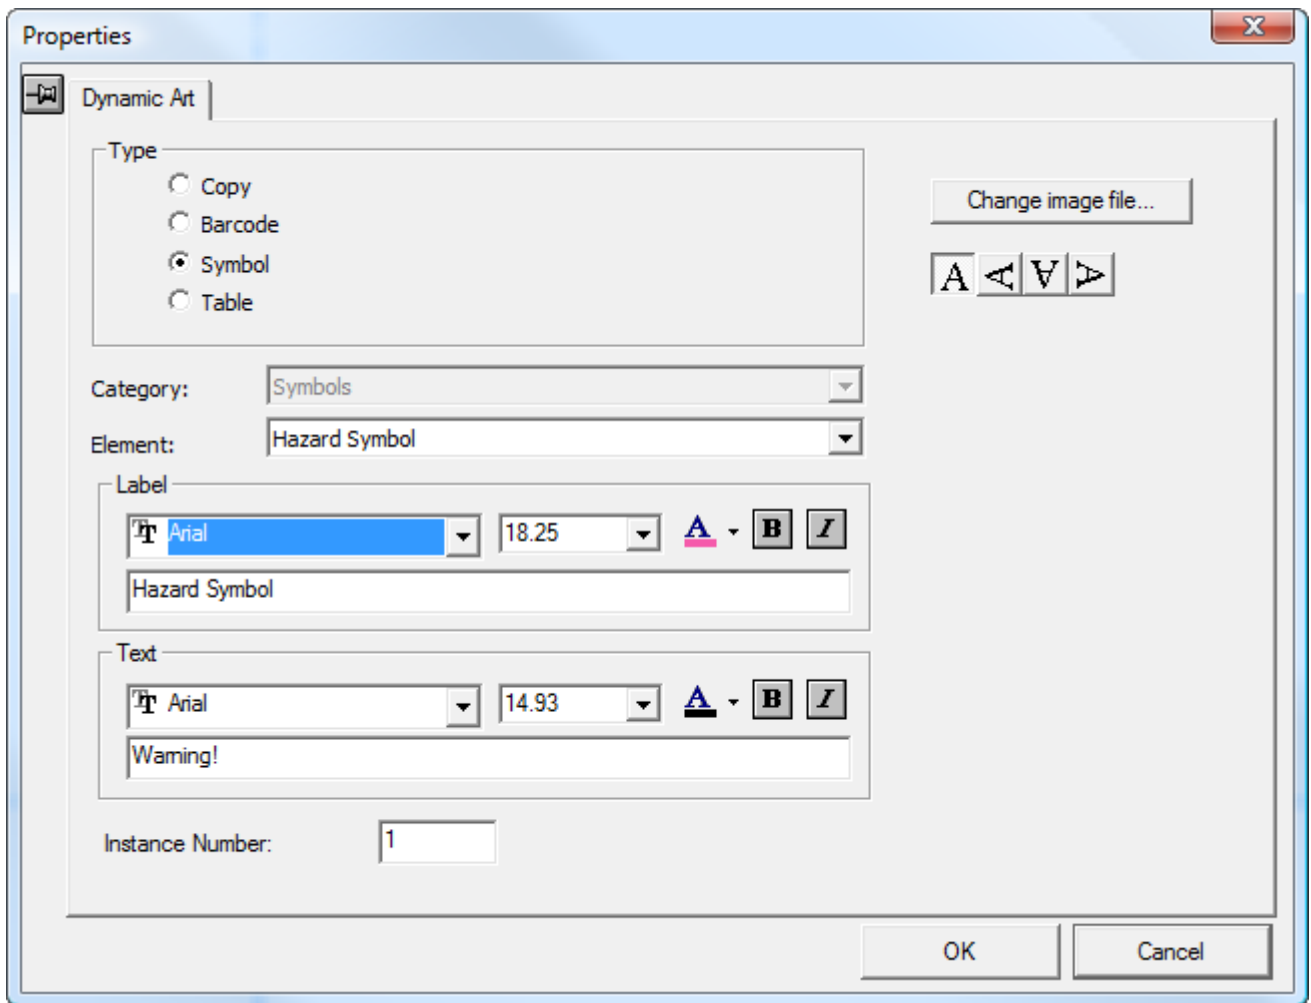 Properties
Dynamic Art
Type
Copy
Barcode
Symbol
Table
Change image file...
A A A A
Category:
Symbols
Element:
Hazard Symbol
Label
Arial
18.25
A B I
Hazard Symbol
Text
Arial
14.93
A B I
Warning!
Instance Number:
1
OK
Cancel